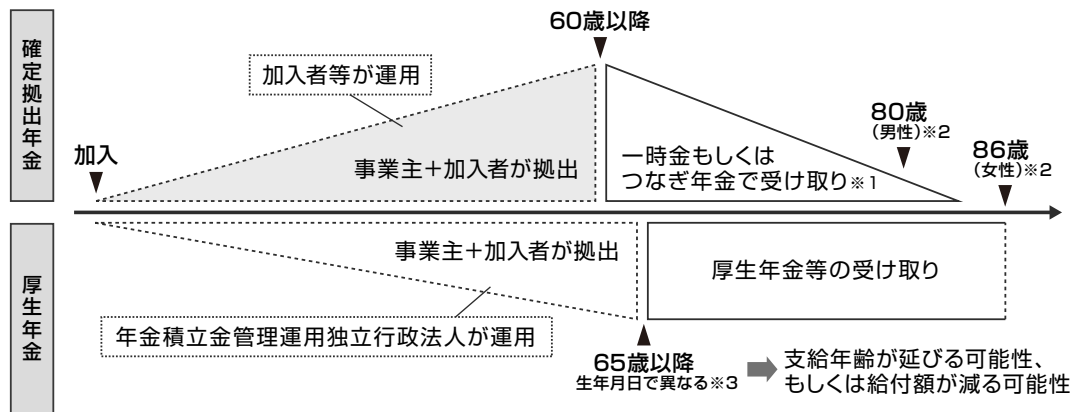 確定拠出年金
60歳以降
加入者等が運用
加入
事業主+加入者が拠出
一時金もしくは
つなぎ年金で受け取り※1
80歳
(男性)※2
86歳
(女性)※2
厚生年金
事業主+加入者が拠出
厚生年金等の受け取り
年金積立金管理運用独立行政法人が運用
65歳以降
生年月日で異なる※3
支給年齢が延びる可能性、
もしくは給付額が減る可能性